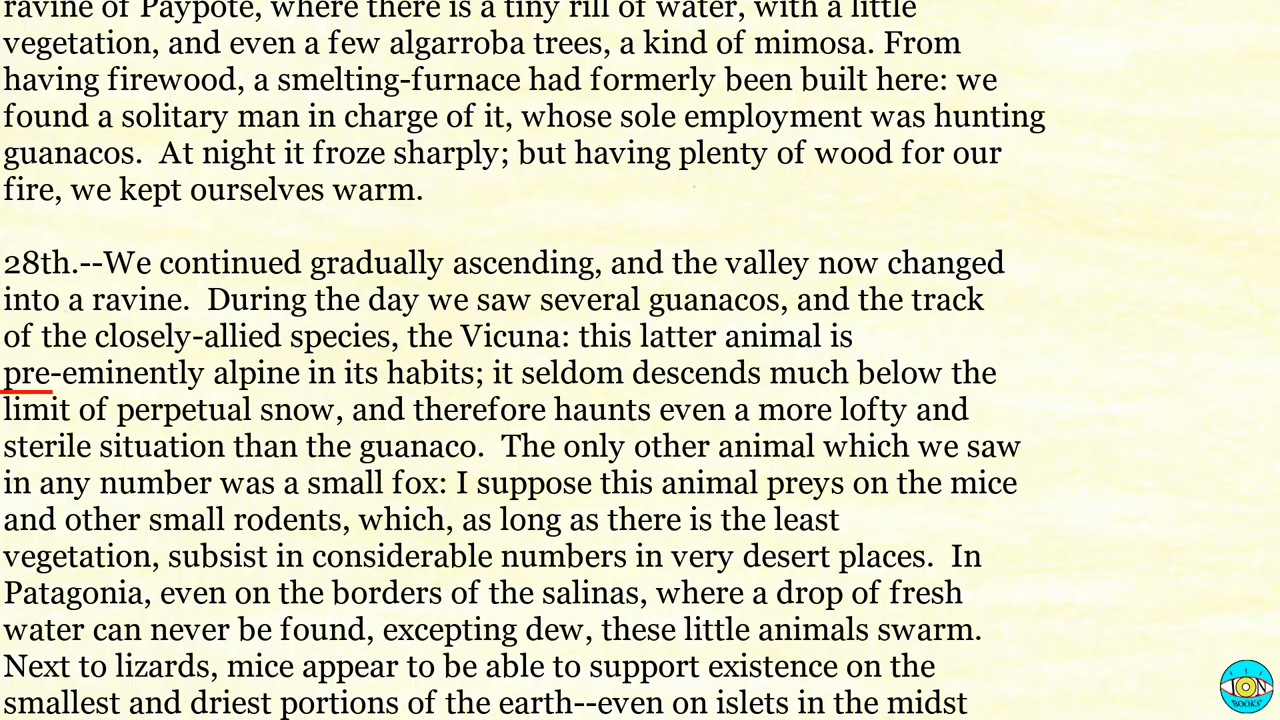 ravine of Paypote, where there is a tiny rill of water, with a little
vegetation, and even a few algarroba trees, a kind of mimosa. From
having firewood, a smelting-furnace had formerly been built here: we
found a solitary man in charge of it, whose sole employment was hunting
guanacos.  At night it froze sharply; but having plenty of wood for our
fire, we kept ourselves warm.

28th.--We continued gradually ascending, and the valley now changed
into a ravine.  During the day we saw several guanacos, and the track
of the closely-allied species, the Vicuna: this latter animal is
pre-eminently alpine in its habits; it seldom descends much below the
limit of perpetual snow, and therefore haunts even a more lofty and
sterile situation than the guanaco.  The only other animal which we saw
in any number was a small fox: I suppose this animal preys on the mice
and other small rodents, which, as long as there is the least
vegetation, subsist in considerable numbers in very desert places.  In
Patagonia, even on the borders of the salinas, where a drop of fresh
water can never be found, excepting dew, these little animals swarm.
Next to lizards, mice appear to be able to support existence on the
smallest and driest portions of the earth--even on islets in the midst
ION
BOOKS